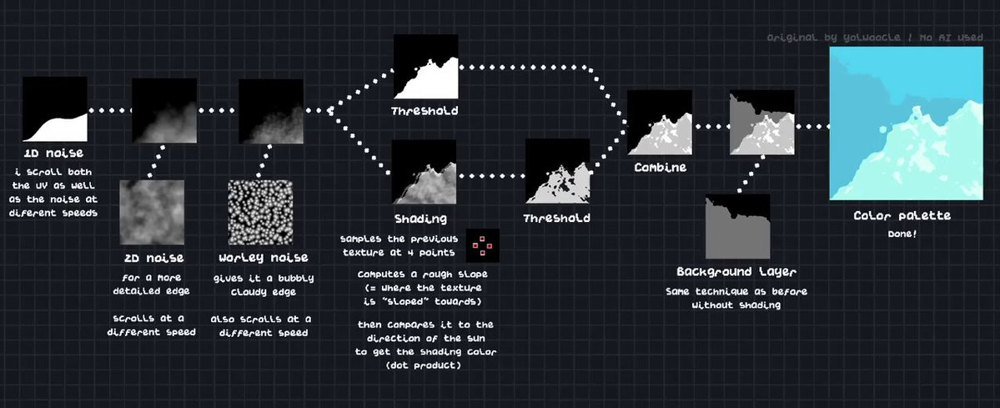 original by yolwoocle | No AI used
1D noise
i scroll both
the UV as well
as the noise at
diferent speeds
2D noise
for a more
detailed edge
scrolls at a
different speed
Worley noise
gives it a bubbly
cloudy edge
also scrolls at a
different speed
Threshold
Shading
samples the previous
texture at 4 points
Computes a rough slope
(= where the texture
is "sloped" towards)
then compares it to the
direction of the sun
to get the shading color
(dot product)
Threshold
Combine
Background layer
Same technique as before
without shading
Color palette
Done!